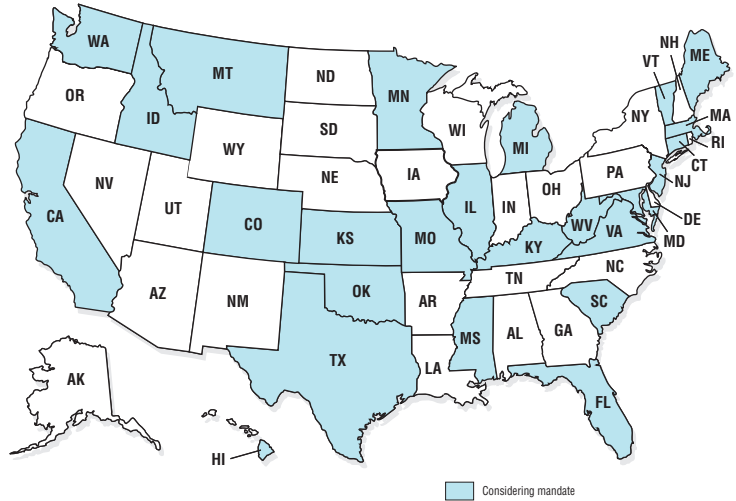 WA
MT
ND
MN
VT
NH
ME
OR
ID
SD
WI
NY
MA
RI
WY
MI
CT
IA
PA
NJ
NV
NE
IL
IN
OH
DE
CA
UT
CO
KS
MO
WV
VA
MD
KY
NC
AZ
NM
OK
AR
TN
SC
MS
AL
GA
TX
LA
AK
FL
HI
Considering mandate